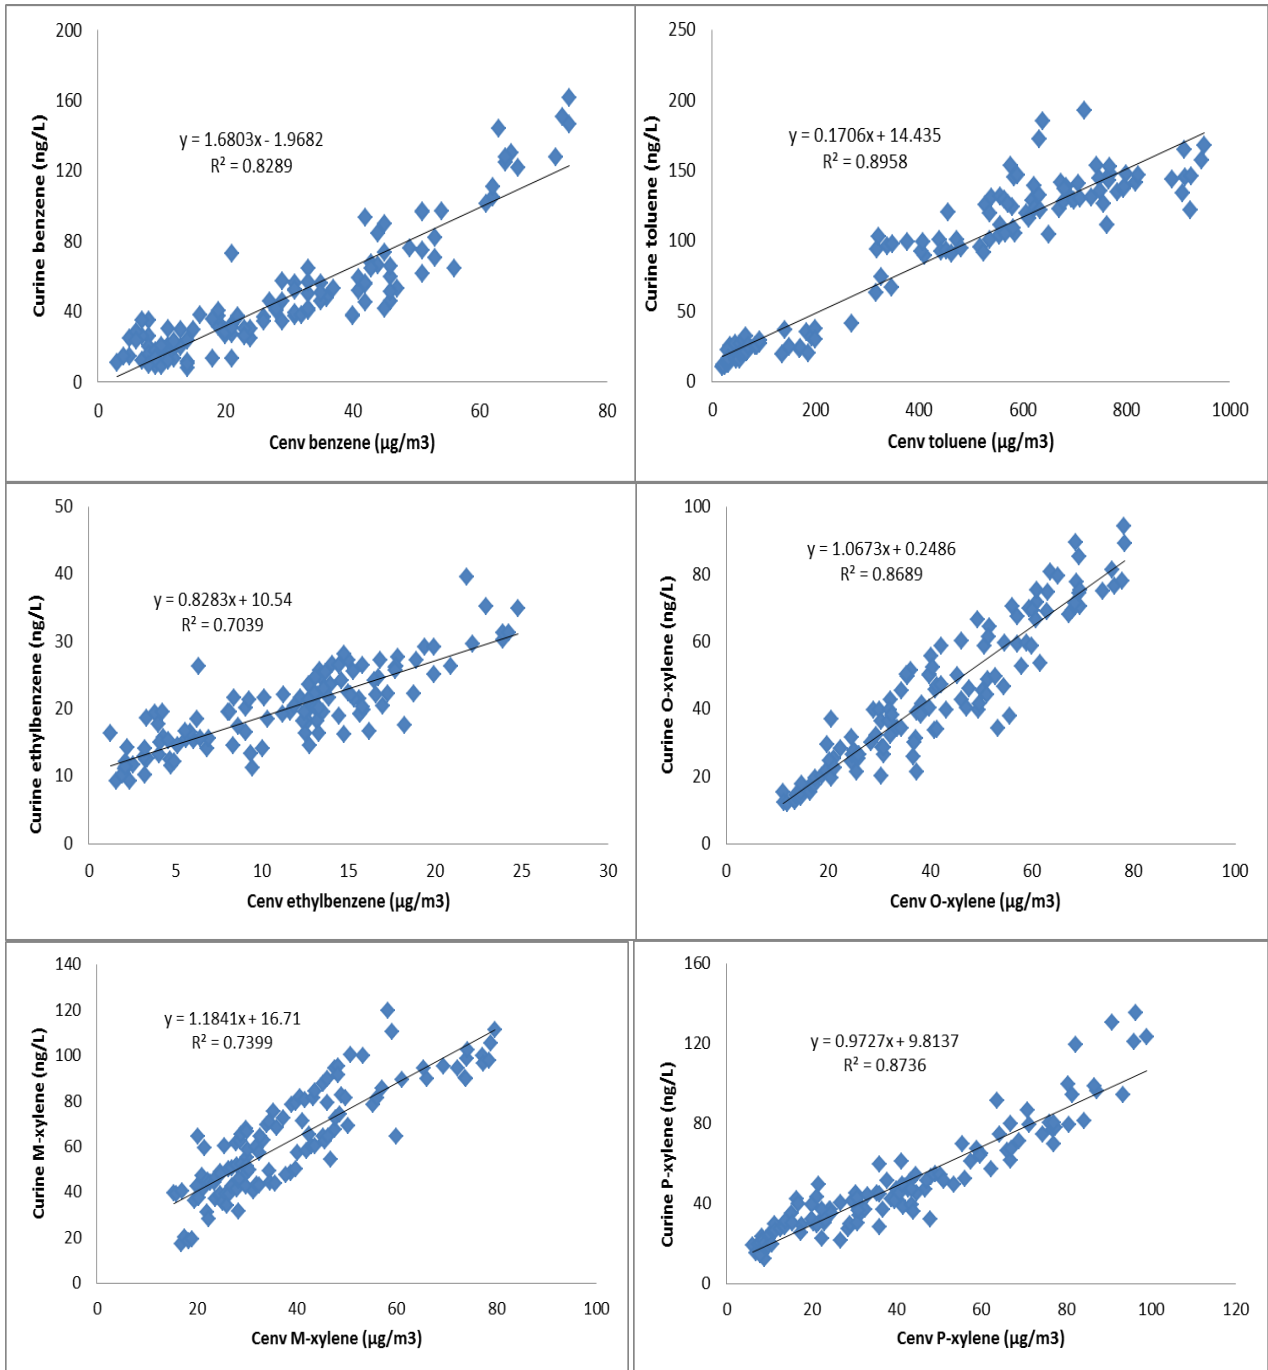 200
160
120
80
40
0
Curine benzene (ng/L)
y = 1.6803x - 1.9682
R² = 0.8289
0 20 40 60 80
Cenv benzene (µg/m3)
250
200
150
100
50
0
Curine toluene (ng/L)
y = 0.1706x + 14.435
R² = 0.8958
0 200 400 600 800 1000
Cenv toluene (µg/m3)
50
40
30
20
10
0
Curine ethylbenzene (ng/L)
y = 0.8283x + 10.54
R² = 0.7039
0 5 10 15 20 25 30
Cenv ethylbenzene (µg/m3)
100
80
60
40
20
0
Curine O-xylene (ng/L)
y = 1.0673x + 0.2486
R² = 0.8689
0 20 40 60 80 100
Cenv O-xylene (µg/m3)
140
120
100
80
60
40
20
0
Curine M-xylene (ng/L)
y = 1.1841x + 16.71
R² = 0.7399
0 20 40 60 80 100
Cenv M-xylene (µg/m3)
160
120
80
40
0
Curine P-xylene (ng/L)
y = 0.9727x + 9.8137
R² = 0.8736
0 20 40 60 80 100 120
Cenv P-xylene (µg/m3)